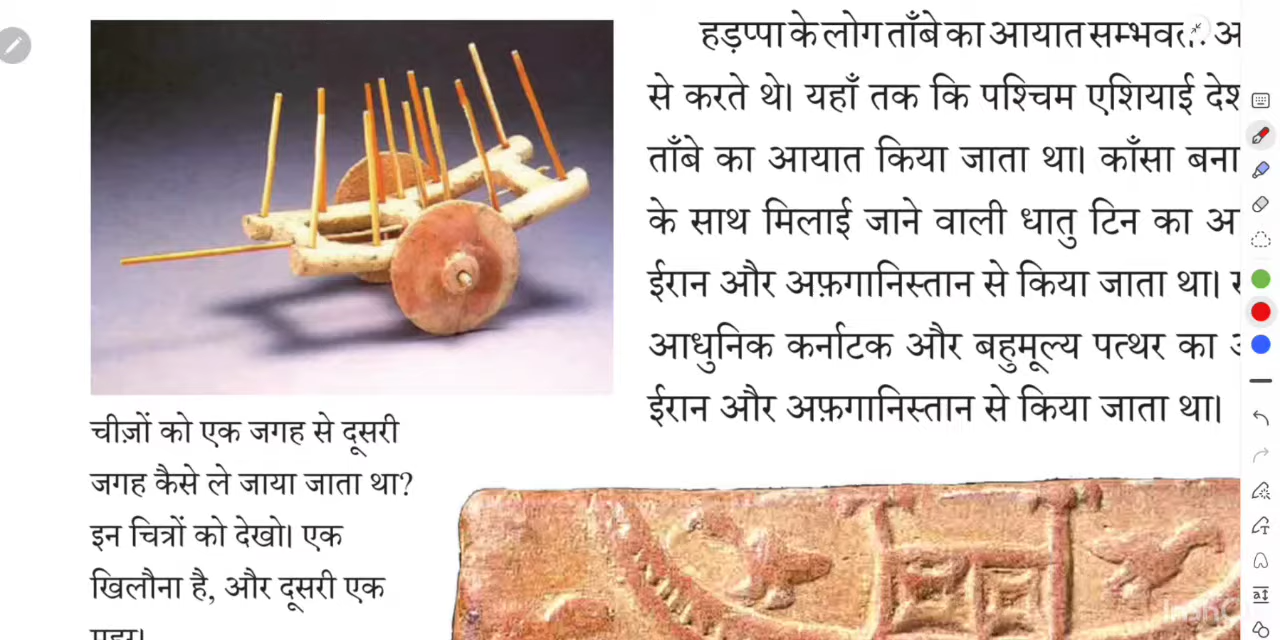 हड़प्पा के लोग ताँबे का आयात सम्भवतः
से करते थे। यहाँ तक कि पश्चिम एशियाई
ताँबे का आयात किया जाता था। काँसा
के साथ मिलाई जाने वाली धातु टिन का
ईरान और अफ़गानिस्तान से किया जाता था।
आधुनिक कर्नाटक और बहुमूल्य पत्थर का
ईरान और अफ़गानिस्तान से किया जाता था।
चीज़ों को एक जगह से दूसरी
जगह कैसे ले जाया जाता था?
इन चित्रों को देखो। एक
खिलौना है, और दूसरी एक